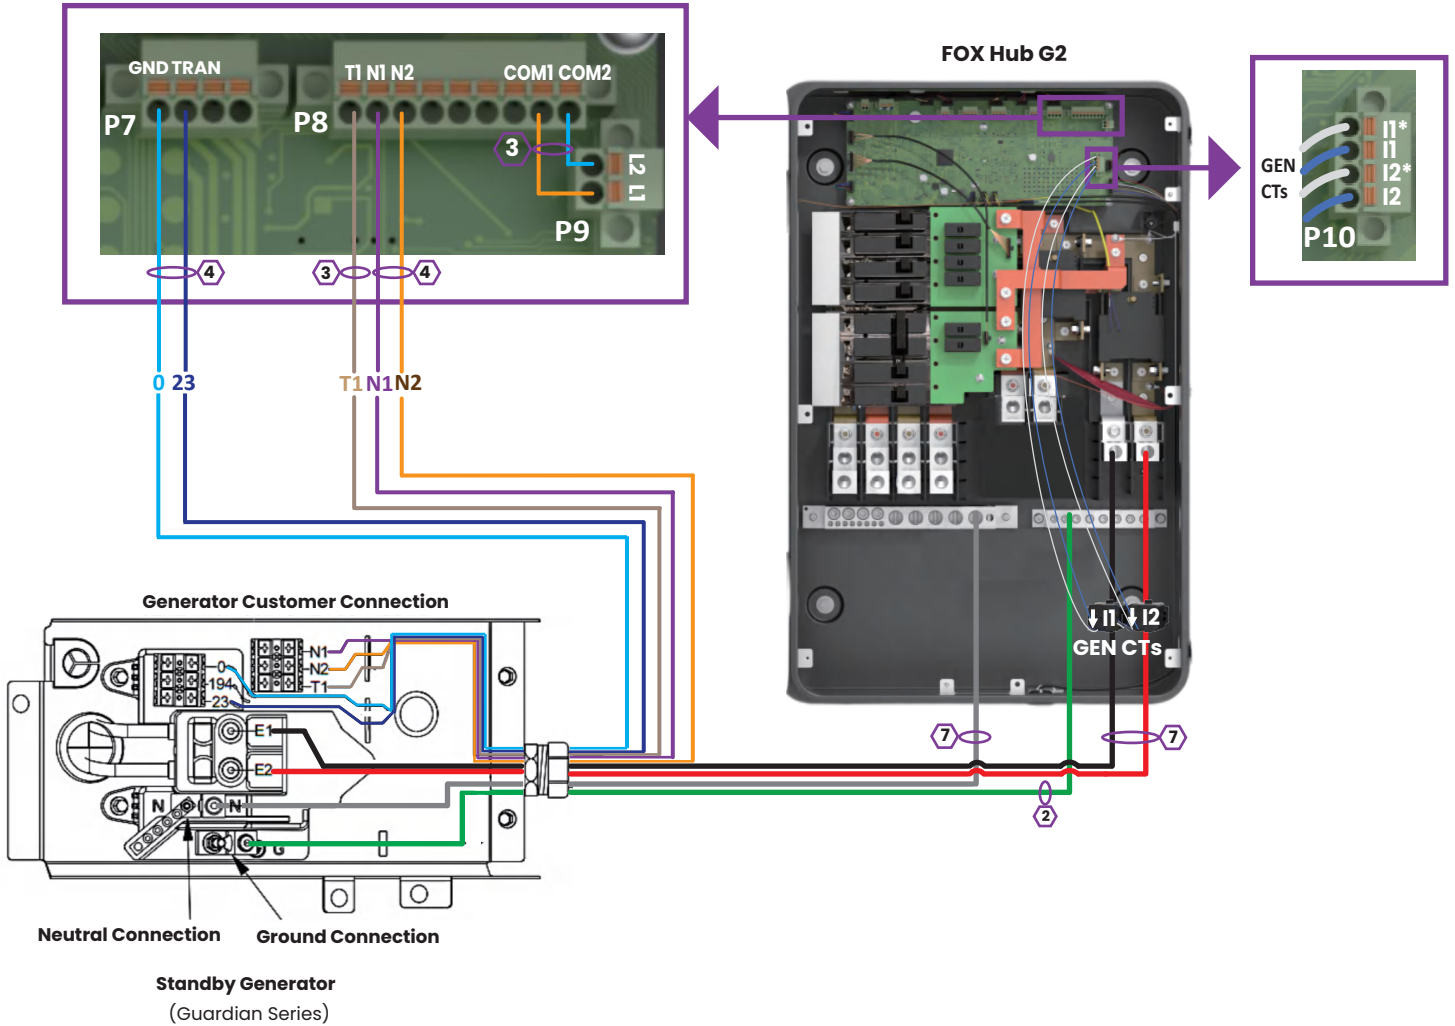 FOX Hub G2
GND TRAN
T1 N1 N2
COM1 COM2
P7
P8
3
L2
L1
P9
4
3
4
I1*
I1
I2*
I2
GEN
CTs
P10
0 23
T1 N1 N2
I1 I2
GEN CTs
Generator Customer Connection
N1
N2
T1
0
194
23
E1
E2
N N
G
7
7
2
Neutral Connection
Ground Connection
Standby Generator
(Guardian Series)